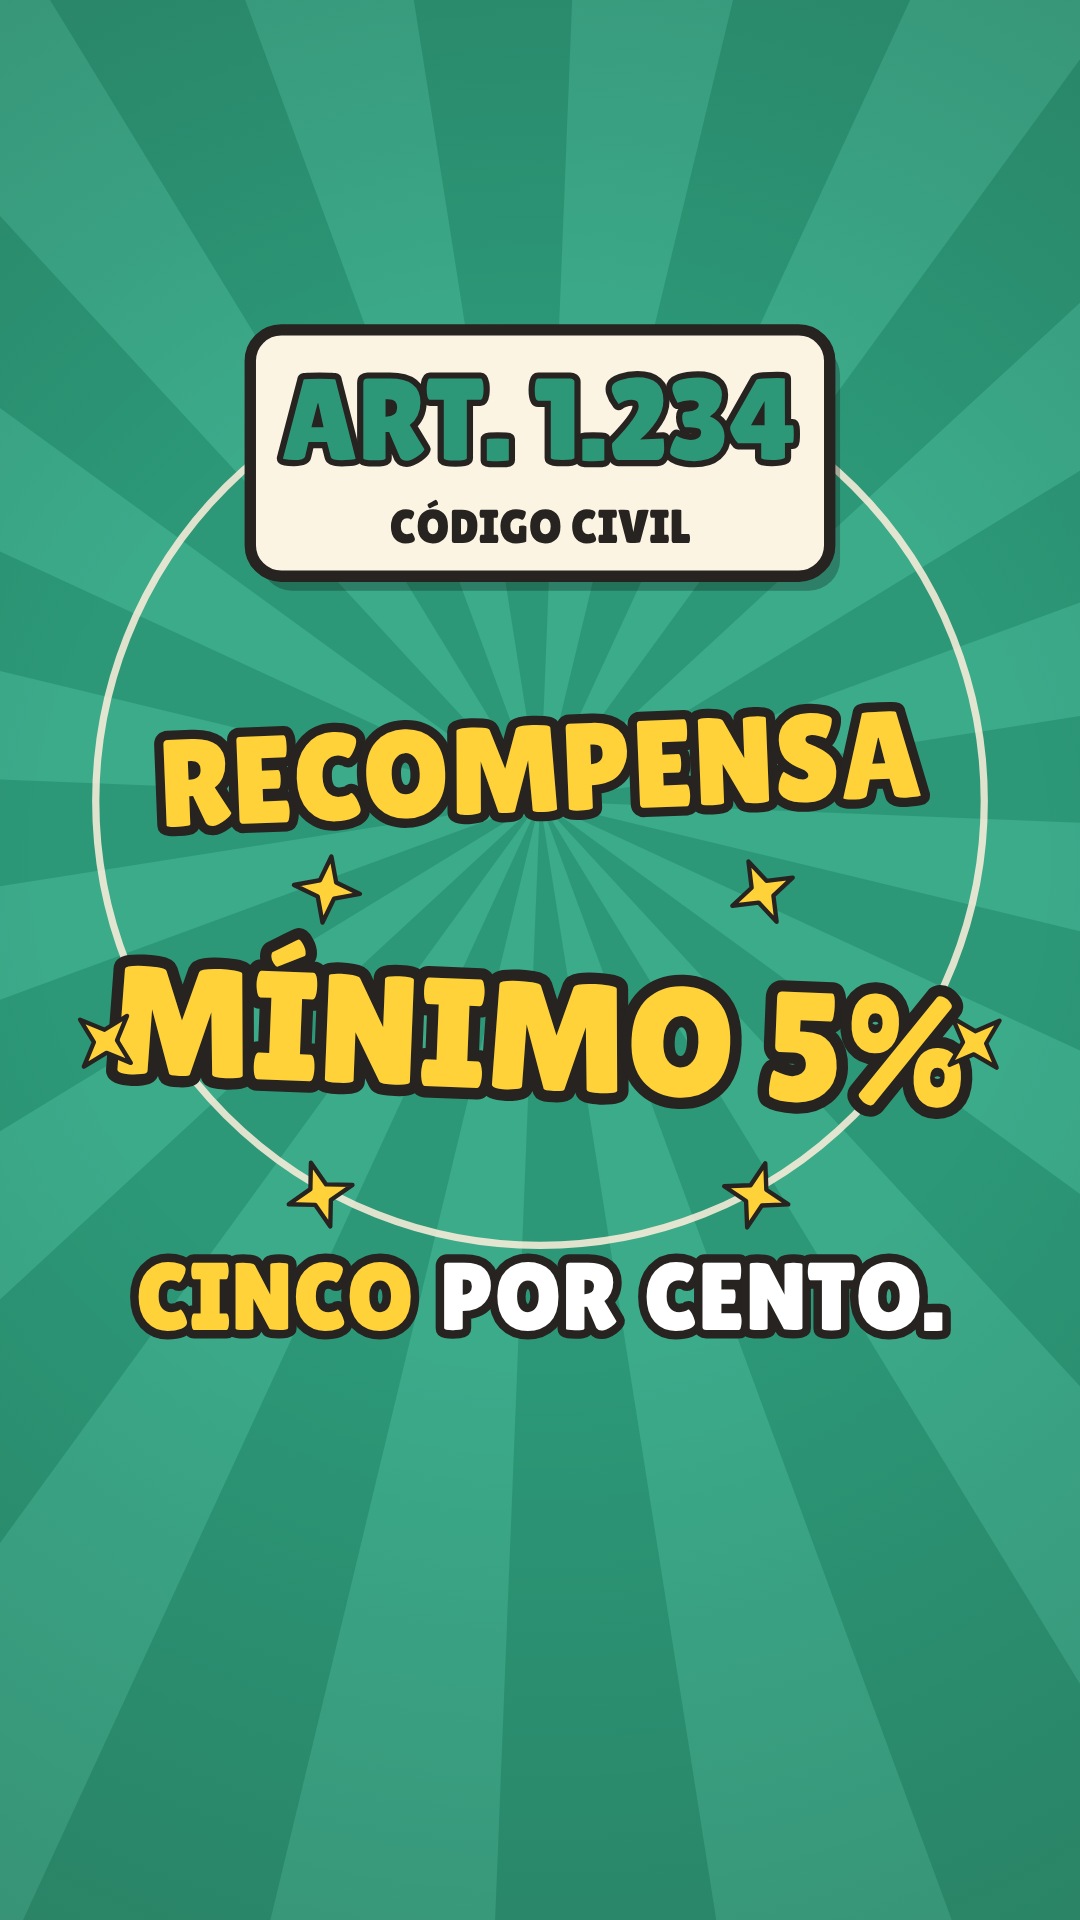 ART. 1.234
CÓDIGO CIVIL
RECOMPENSA
MÍNIMO 5%
CINCO POR CENTO.